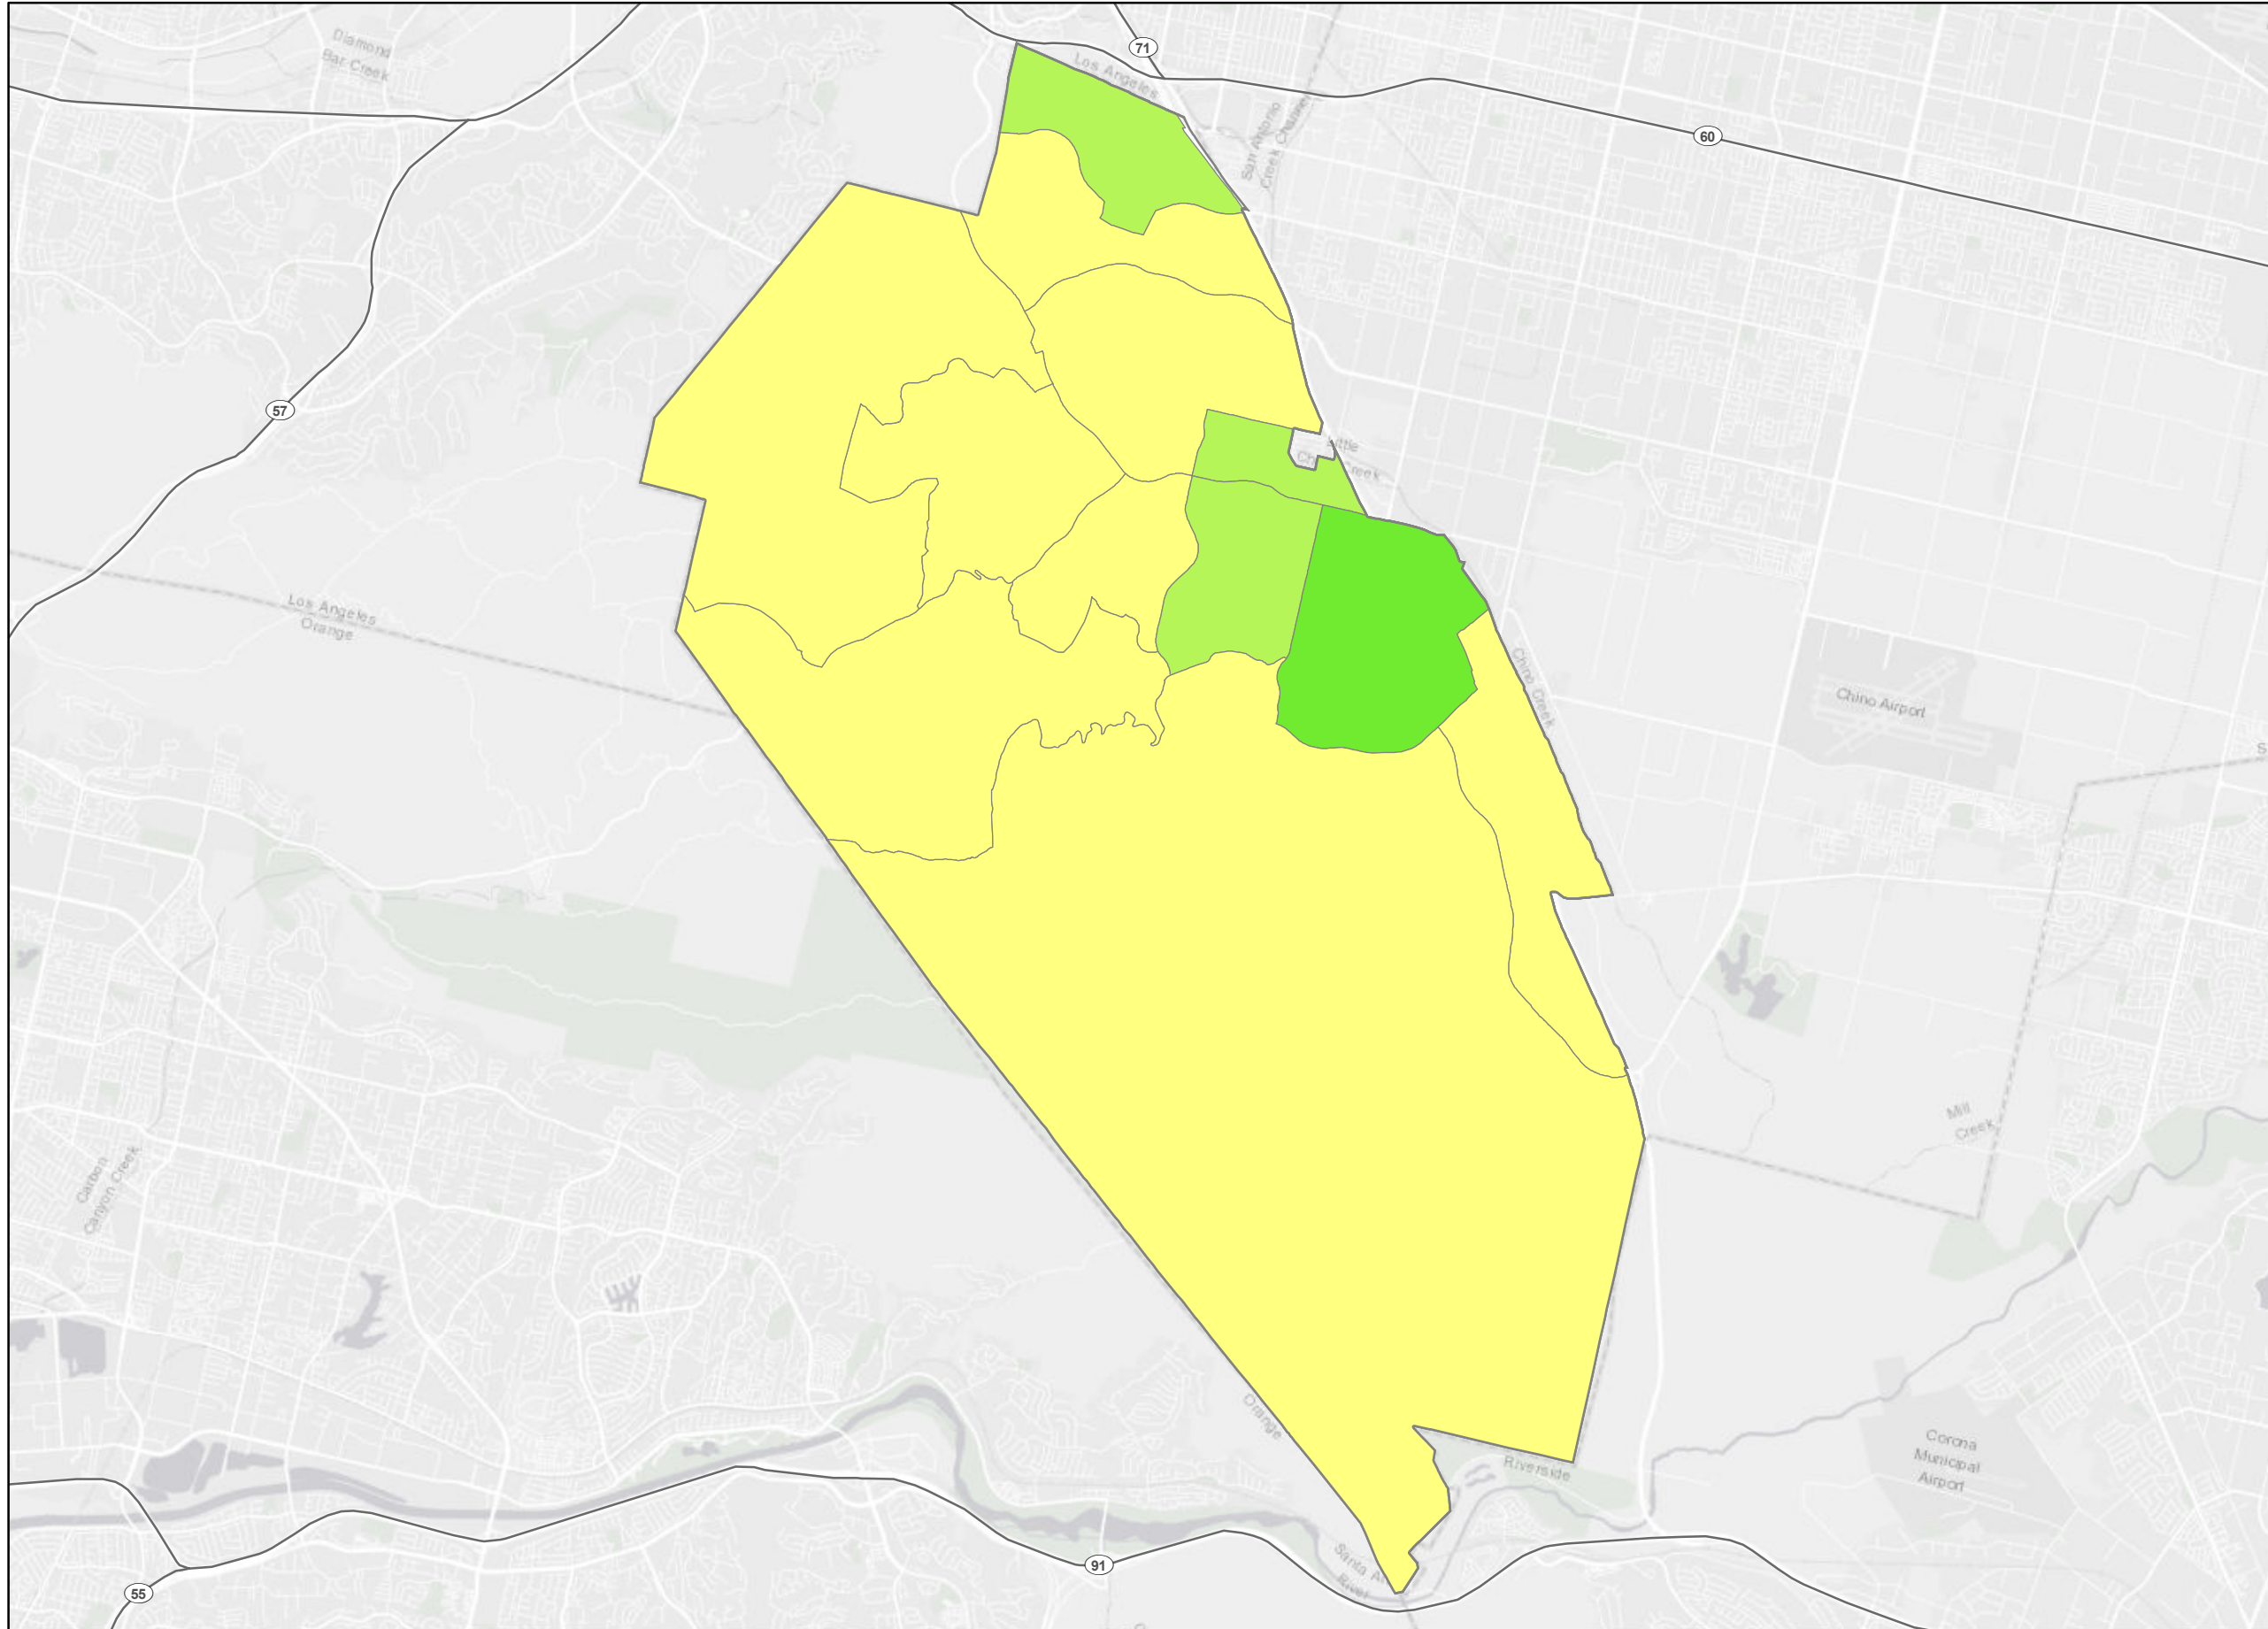 Diamond
Bar Creek
71
Los Angeles
San Antonio
Creek Channel
60
57
Little
Chino Creek
Los Angeles
Orange
Chino Creek
Chino Airport
S
Mill
Creek
Carbon
Canyon Creek
Orange
Riverside
Corona
Municipal
Airport
Santa An
River
91
55